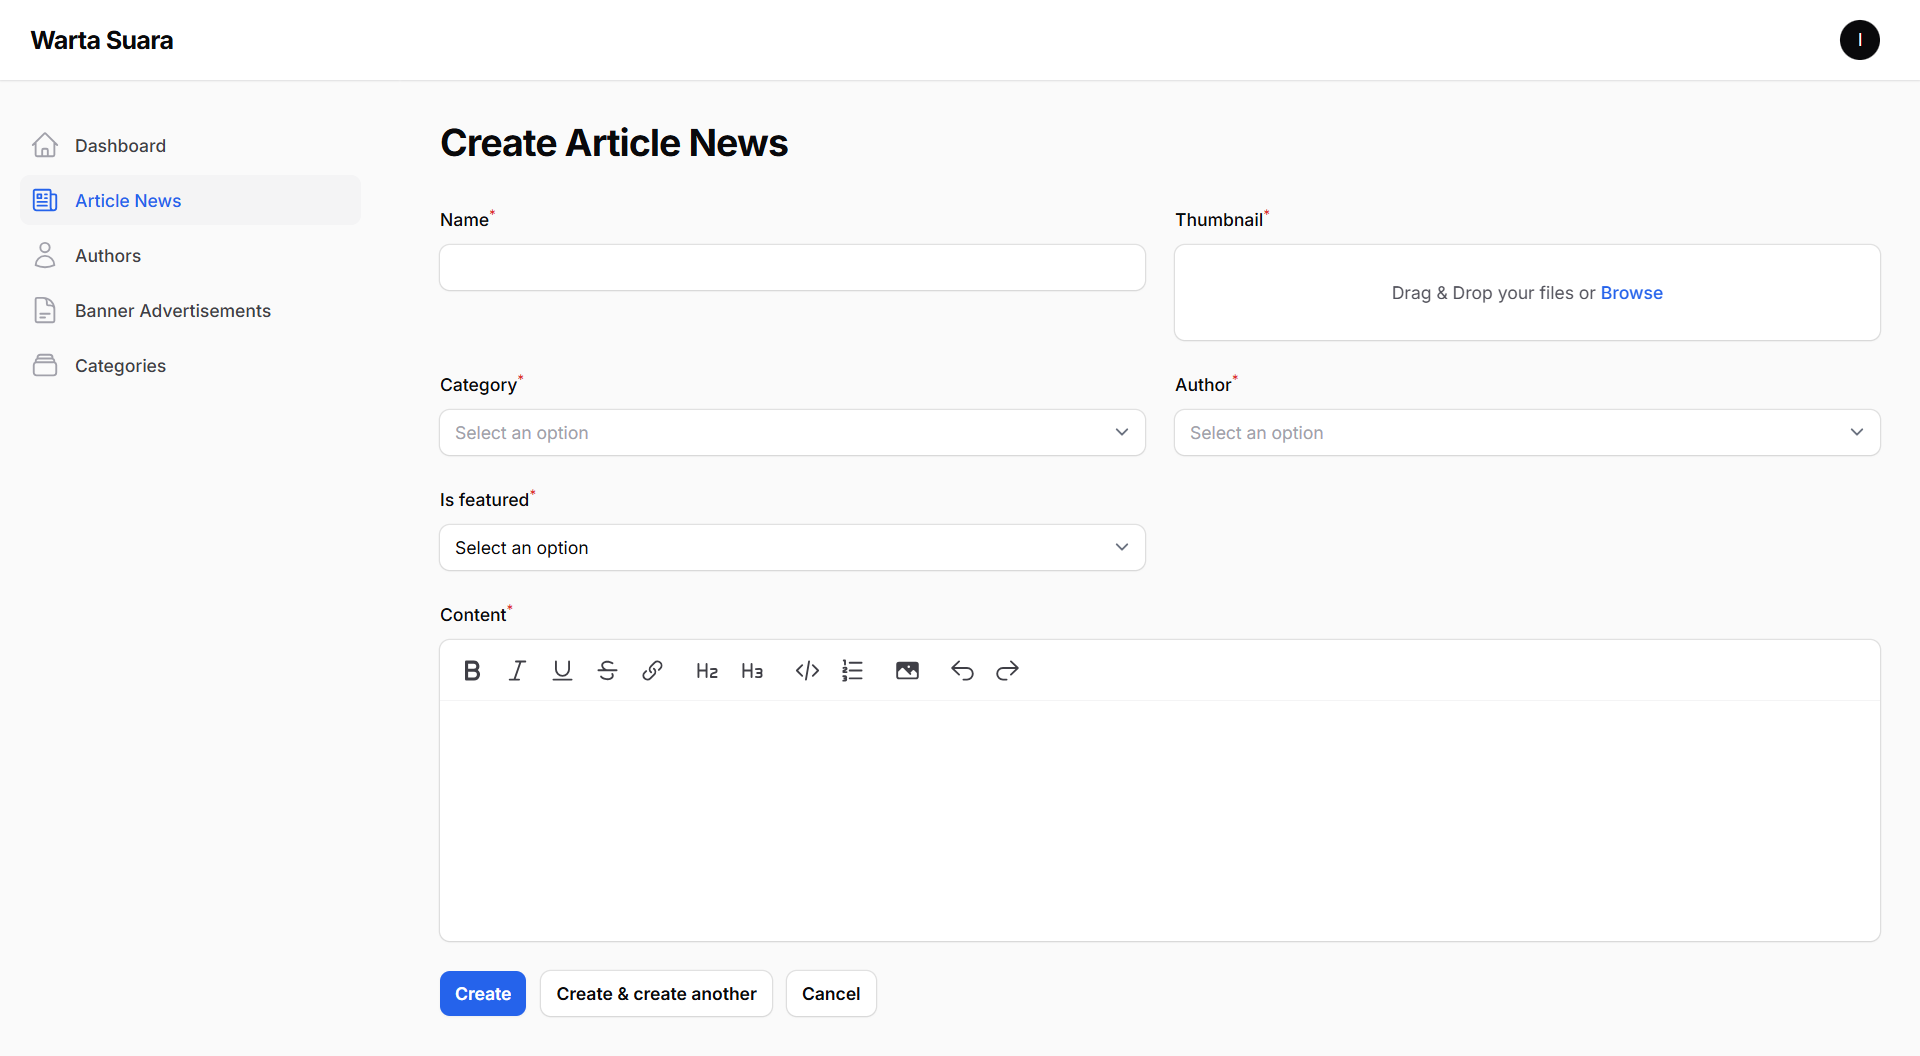 Warta Suara
I
Dashboard
Article News
Authors
Banner Advertisements
Categories
Create Article News
Name*
Thumbnail*
Drag & Drop your files or Browse
Category*
Select an option
Author*
Select an option
Is featured*
Select an option
Content*
B I U S H2 H3
Create
Create & create another
Cancel